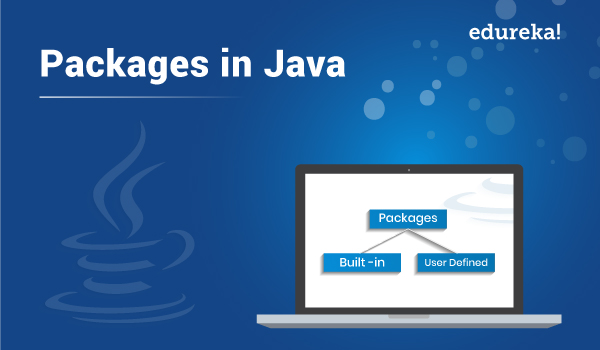 edureka!
Packages in Java
Packages
Built-in
User Defined